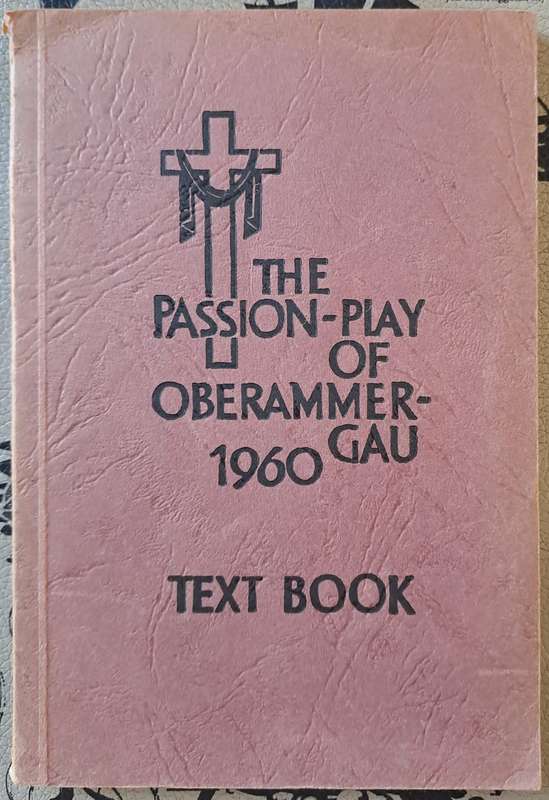 THE
PASSION-PLAY
OF
OBERAMMER-
GAU
1960
TEXT BOOK